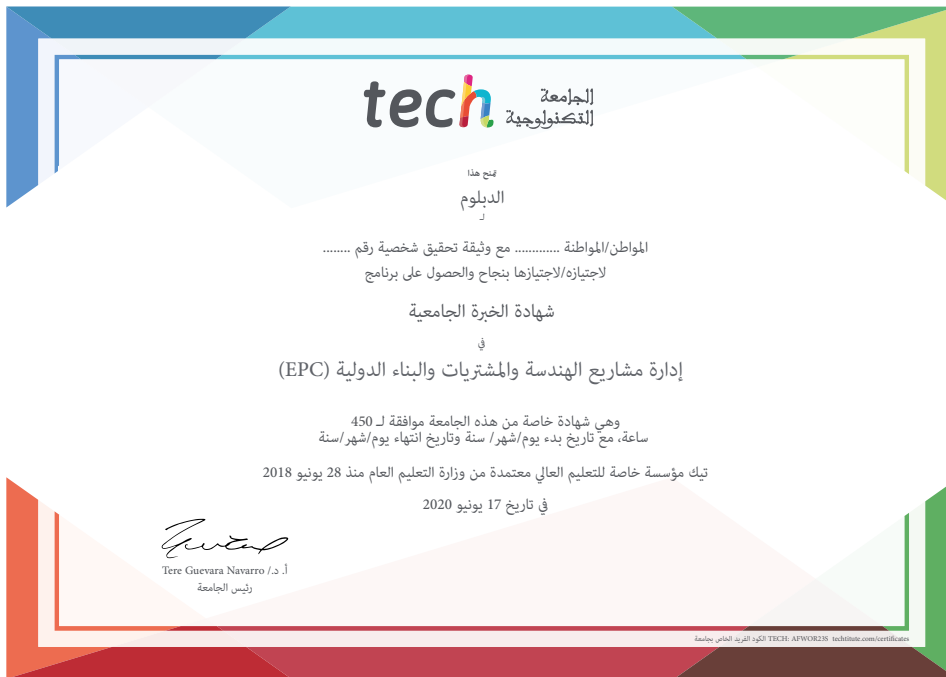 tech الجامعة
التكنولوجية
يمنح هذا
الدبلوم
لـ
المواطن/المواطنة ............. مع وثيقة تحقيق شخصية رقم ........
لاجتيازه/لاجتيازها بنجاح والحصول على برنامج
شهادة الخبرة الجامعية
في
إدارة مشاريع الهندسة والمشتريات والبناء الدولية (EPC)
وهي شهادة خاصة من هذه الجامعة موافقة لـ 450
ساعة، مع تاريخ بدء يوم/شهر/ سنة وتاريخ انتهاء يوم/شهر/سنة
تيك مؤسسة خاصة للتعليم العالي معتمدة من وزارة التعليم العام منذ 28 يونيو 2018
في تاريخ 17 يونيو 2020
أ. د./ Tere Guevara Navarro
رئيس الجامعة
الكود الفريد الخاص بجامعة TECH: AFWOR23S techtitute.com/certificates